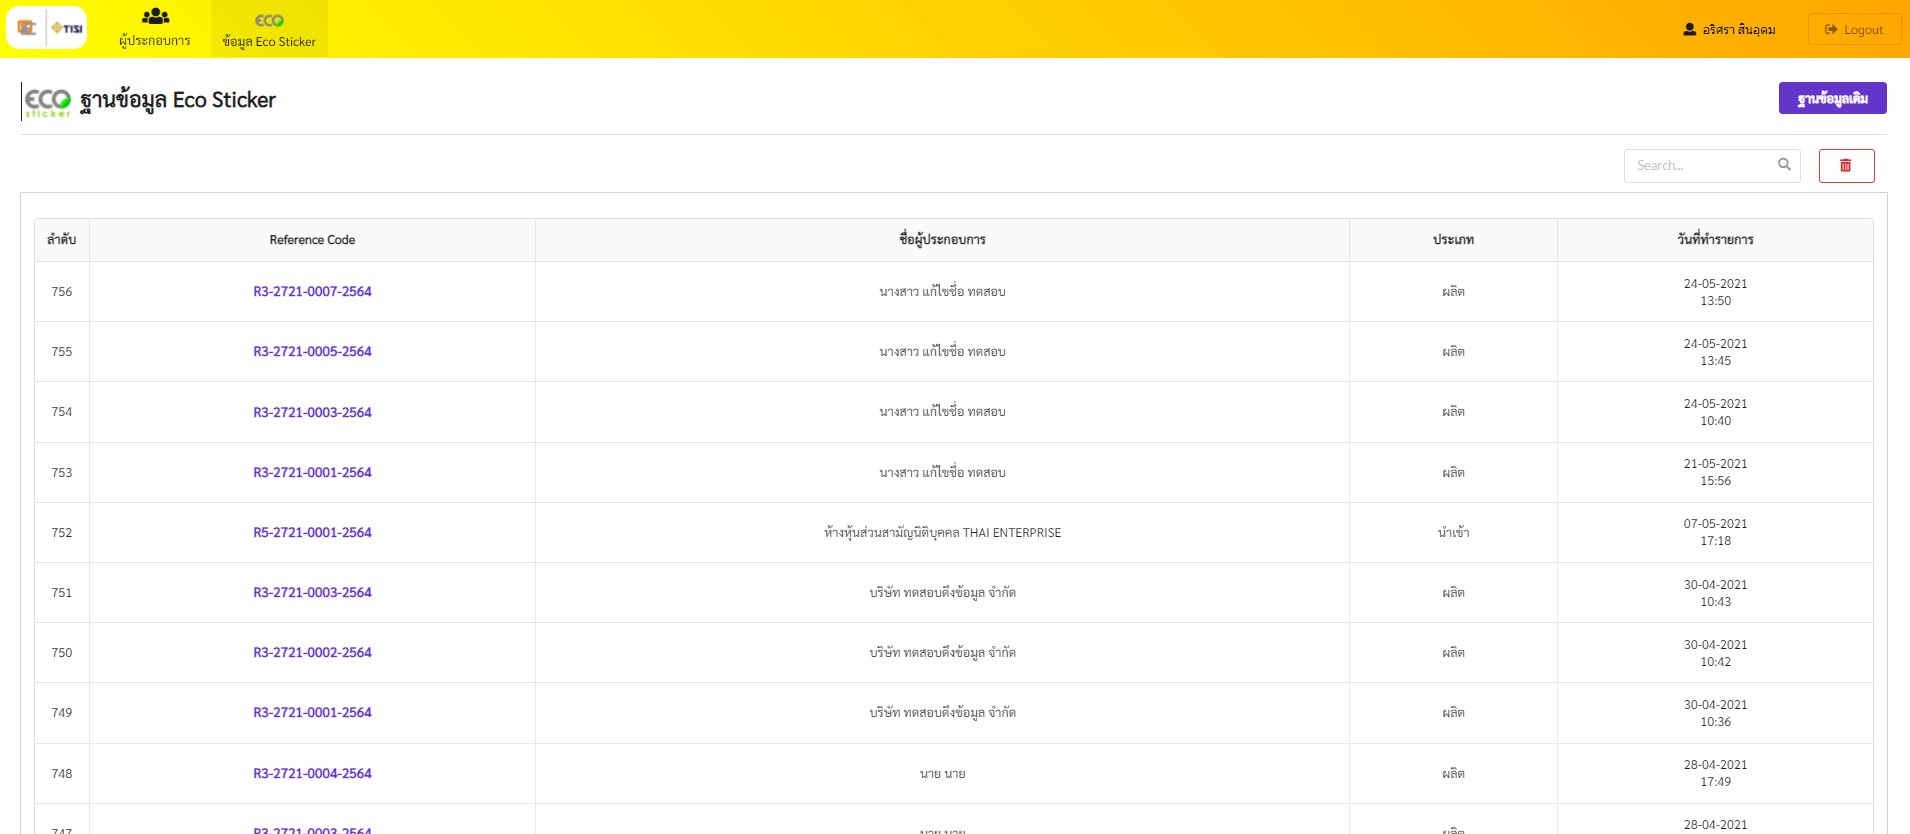 TISI
ผู้ประกอบการ
ECO
ข้อมูล Eco Sticker
อริศรา สินอุดม
Logout
ECO
sticker
ฐานข้อมูล Eco Sticker
ฐานข้อมูลเดิม
Search...
ลำดับ Reference Code ชื่อผู้ประกอบการ ประเภท วันที่ทำรายการ
756 R3-2721-0007-2564 นางสาว แก้ไขชื่อ ทดสอบ ผลิต 24-05-2021
13:50
755 R3-2721-0005-2564 นางสาว แก้ไขชื่อ ทดสอบ ผลิต 24-05-2021
13:45
754 R3-2721-0003-2564 นางสาว แก้ไขชื่อ ทดสอบ ผลิต 24-05-2021
10:40
753 R3-2721-0001-2564 นางสาว แก้ไขชื่อ ทดสอบ ผลิต 21-05-2021
15:56
752 R5-2721-0001-2564 ห้างหุ้นส่วนสามัญนิติบุคคล THAI ENTERPRISE นำเข้า 07-05-2021
17:18
751 R3-2721-0003-2564 บริษัท ทดสอบดึงข้อมูล จำกัด ผลิต 30-04-2021
10:43
750 R3-2721-0002-2564 บริษัท ทดสอบดึงข้อมูล จำกัด ผลิต 30-04-2021
10:42
749 R3-2721-0001-2564 บริษัท ทดสอบดึงข้อมูล จำกัด ผลิต 30-04-2021
10:36
748 R3-2721-0004-2564 นาย นาย ผลิต 28-04-2021
17:49
747 R3-2721-0003-2564 นาย นาย ผลิต 28-04-2021